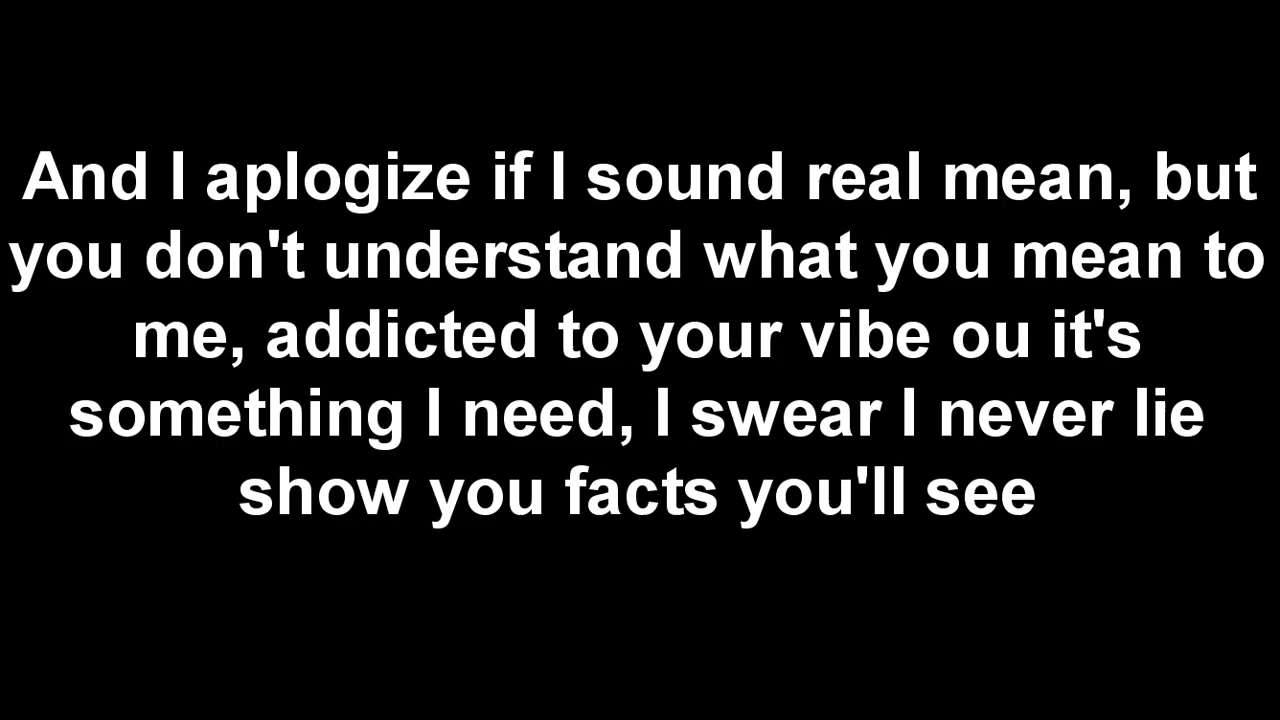 And I aplogize if I sound real mean, but
you don't understand what you mean to
me, addicted to your vibe ou it's
something I need, I swear I never lie
show you facts you'll see